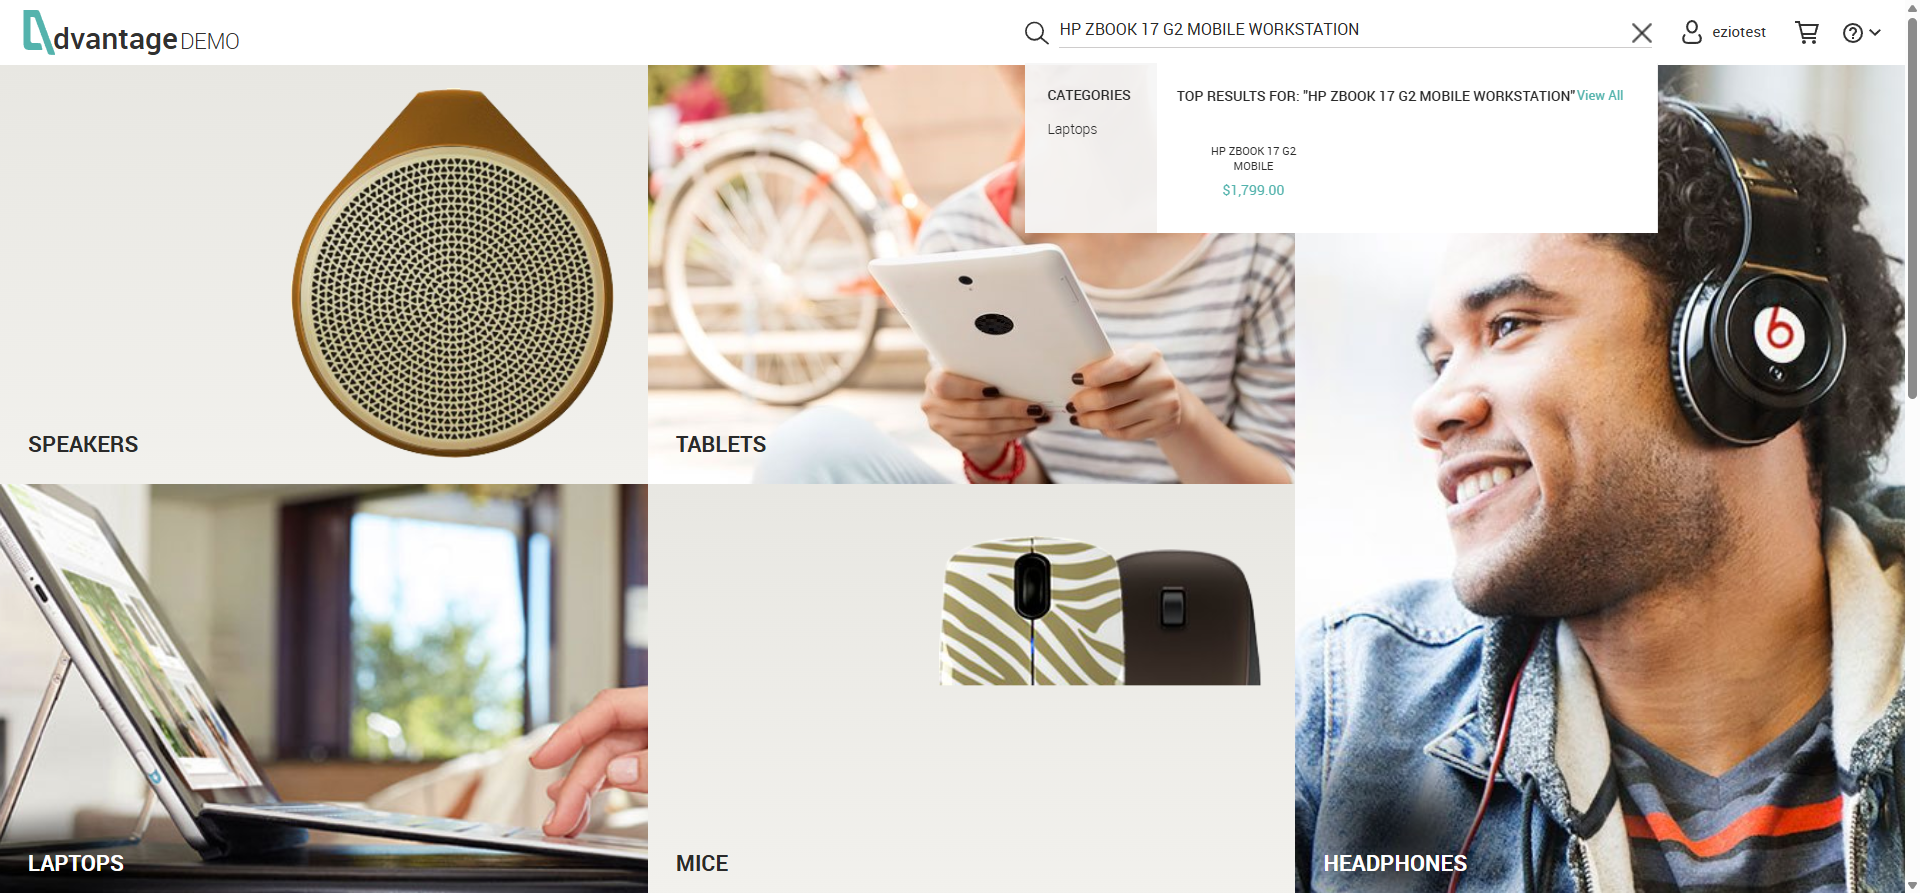 dvantage DEMO
HP ZBOOK 17 G2 MOBILE WORKSTATION
eziotest
CATEGORIES
Laptops
TOP RESULTS FOR: "HP ZBOOK 17 G2 MOBILE WORKSTATION" View All
HP ZBOOK 17 G2
MOBILE
$1,799.00
SPEAKERS
TABLETS
LAPTOPS
MICE
HEADPHONES